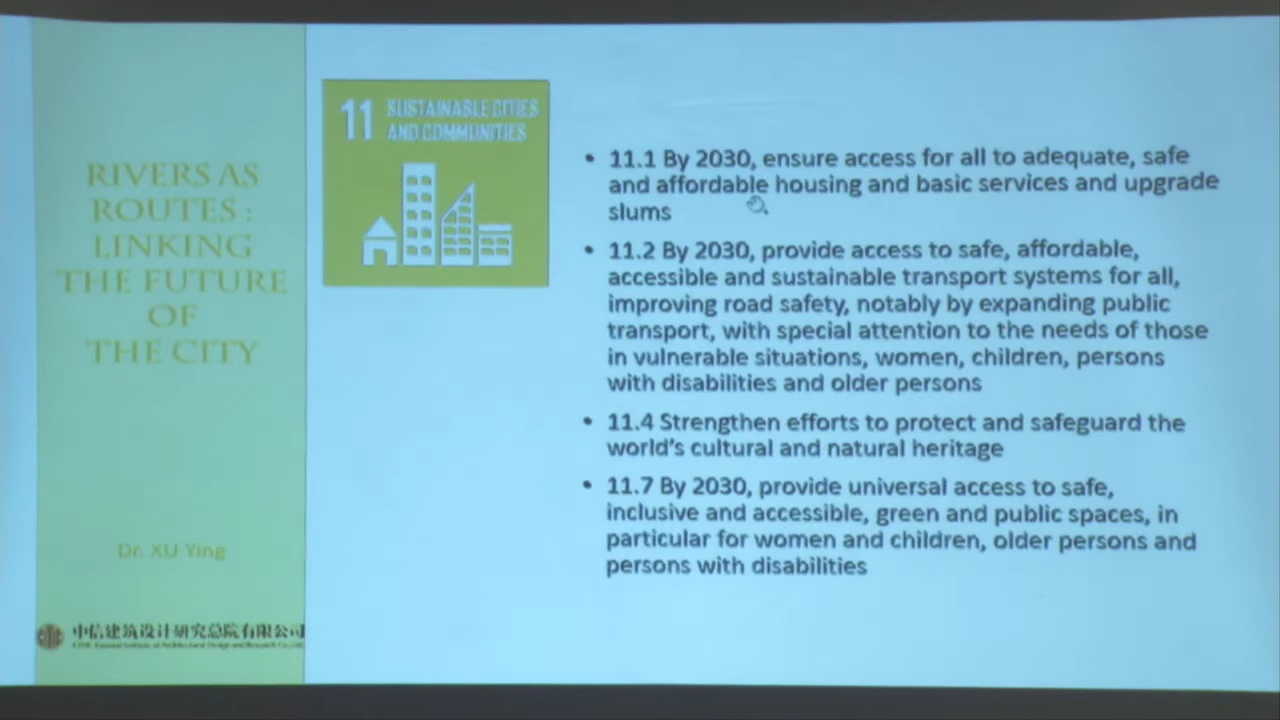 RIVERS AS
ROUTES :
LINKING
THE FUTURE
OF
THE CITY
Dr. XU Ying
中信建筑设计研究总院有限公司
11 SUSTAINABLE CITIES
AND COMMUNITIES
• 11.1 By 2030, ensure access for all to adequate, safe
and affordable housing and basic services and upgrade
slums
• 11.2 By 2030, provide access to safe, affordable,
accessible and sustainable transport systems for all,
improving road safety, notably by expanding public
transport, with special attention to the needs of those
in vulnerable situations, women, children, persons
with disabilities and older persons
• 11.4 Strengthen efforts to protect and safeguard the
world's cultural and natural heritage
• 11.7 By 2030, provide universal access to safe,
inclusive and accessible, green and public spaces, in
particular for women and children, older persons and
persons with disabilities